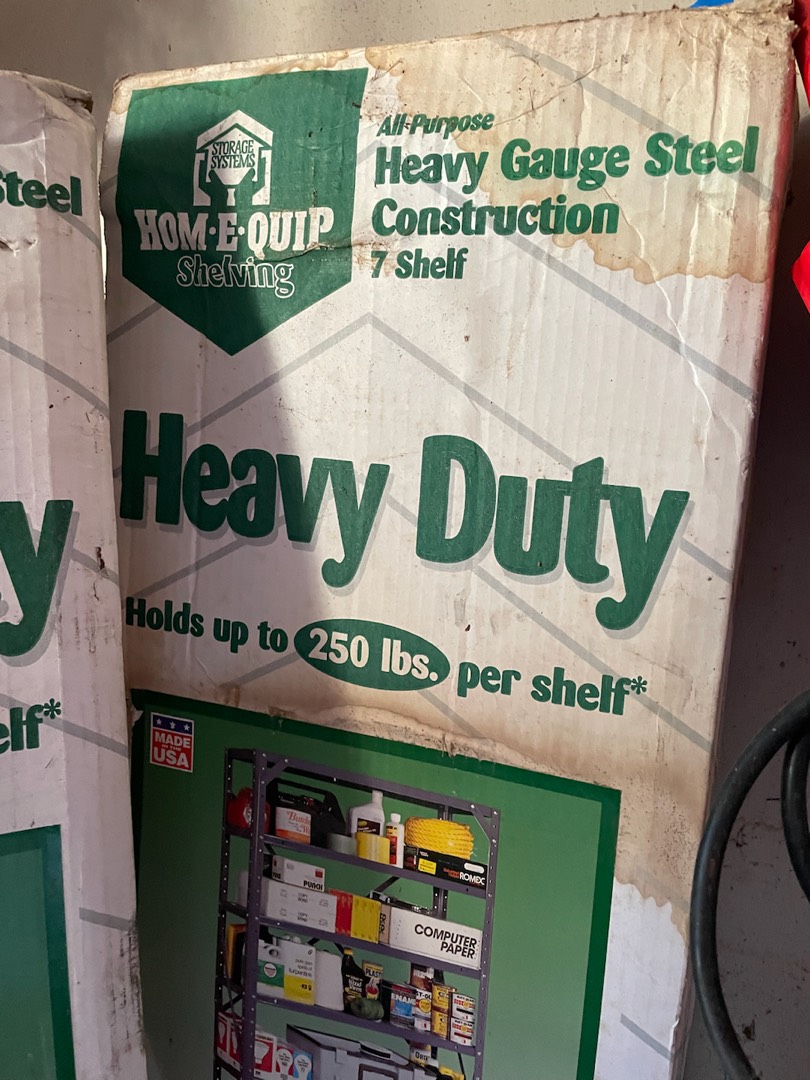 Steel
y
elf*
STORAGE
SYSTEMS
HOM·E·QUIP
Shelving
All-Purpose
Heavy Gauge Steel
Construction
7 Shelf
Heavy Duty
Holds up to 250 lbs. per shelf*
MADE
IN THE
USA
ROMEX
PUNCH
COMPUTER
PAPER